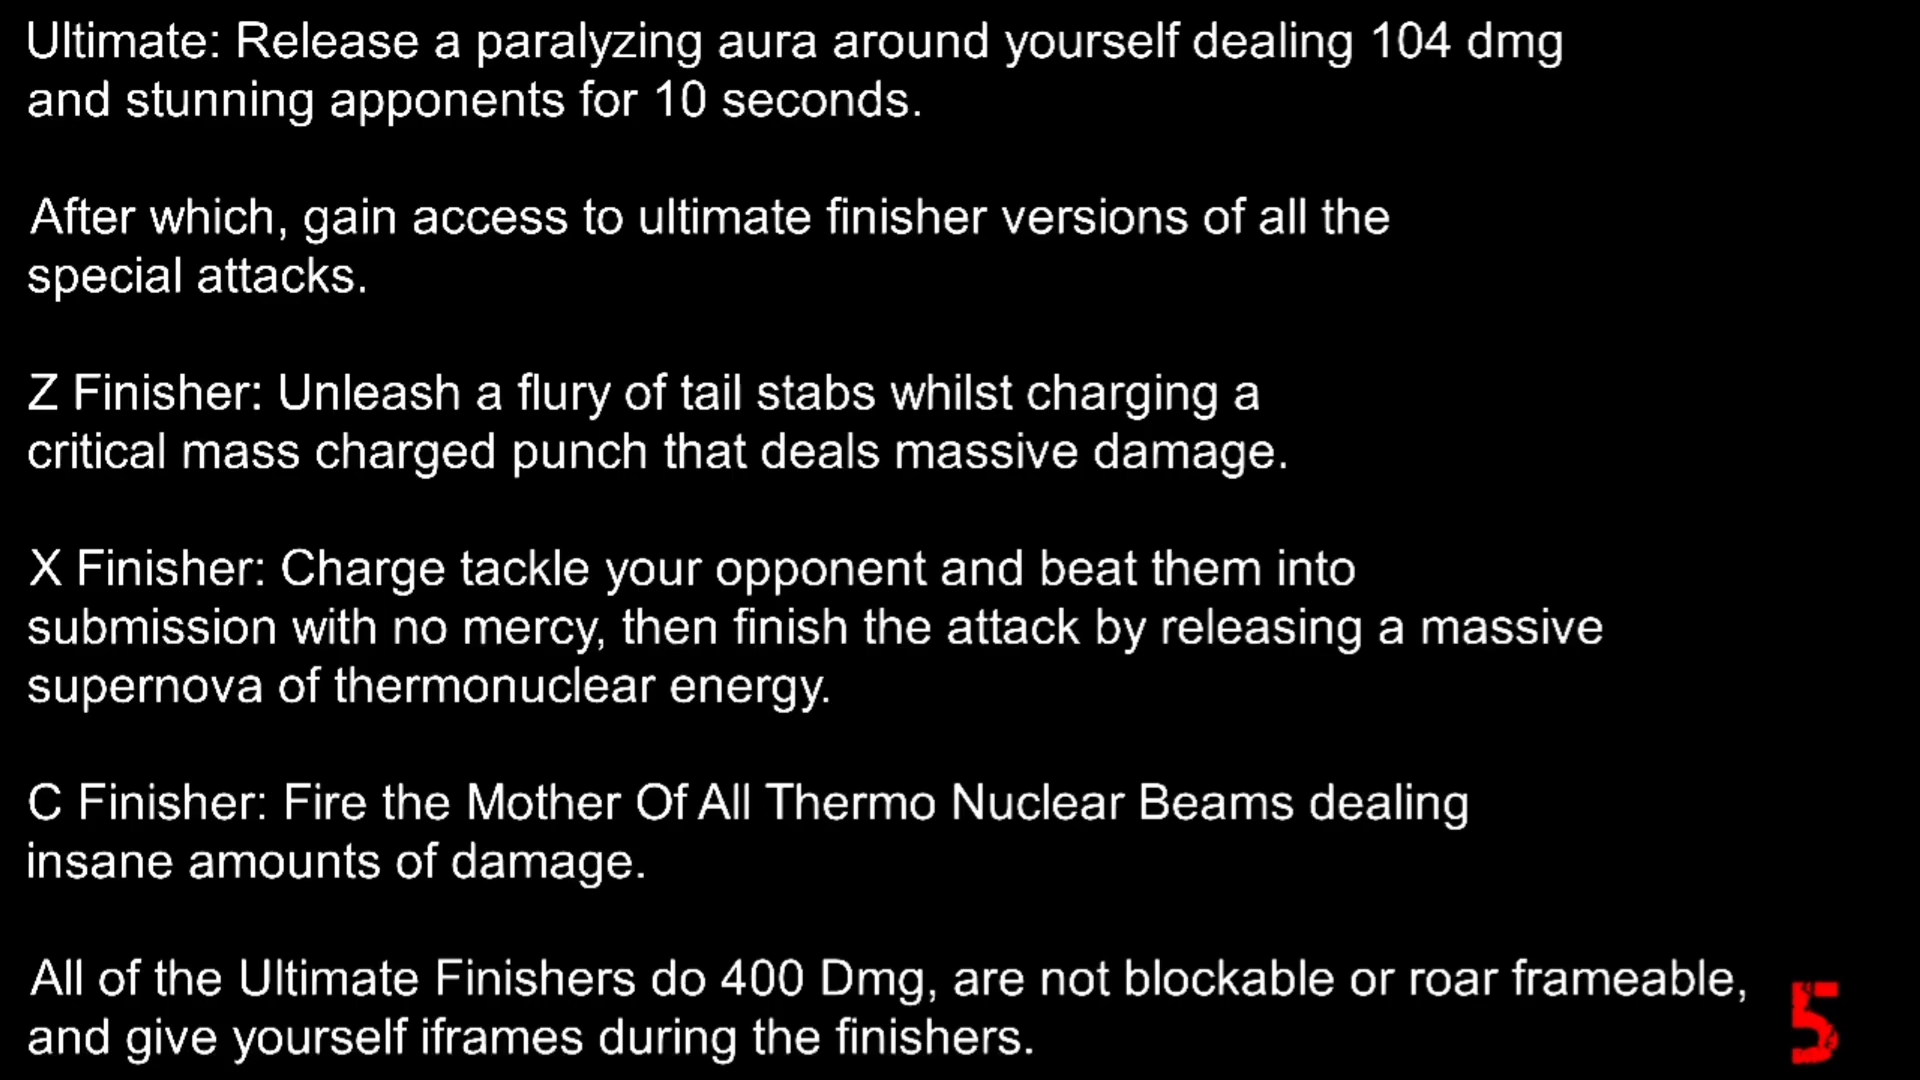 Ultimate: Release a paralyzing aura around yourself dealing 104 dmg
and stunning apponents for 10 seconds.
After which, gain access to ultimate finisher versions of all the
special attacks.
Z Finisher: Unleash a flury of tail stabs whilst charging a
critical mass charged punch that deals massive damage.
X Finisher: Charge tackle your opponent and beat them into
submission with no mercy, then finish the attack by releasing a massive
supernova of thermonuclear energy.
C Finisher: Fire the Mother Of All Thermo Nuclear Beams dealing
insane amounts of damage.
All of the Ultimate Finishers do 400 Dmg, are not blockable or roar frameable,
and give yourself iframes during the finishers.
5